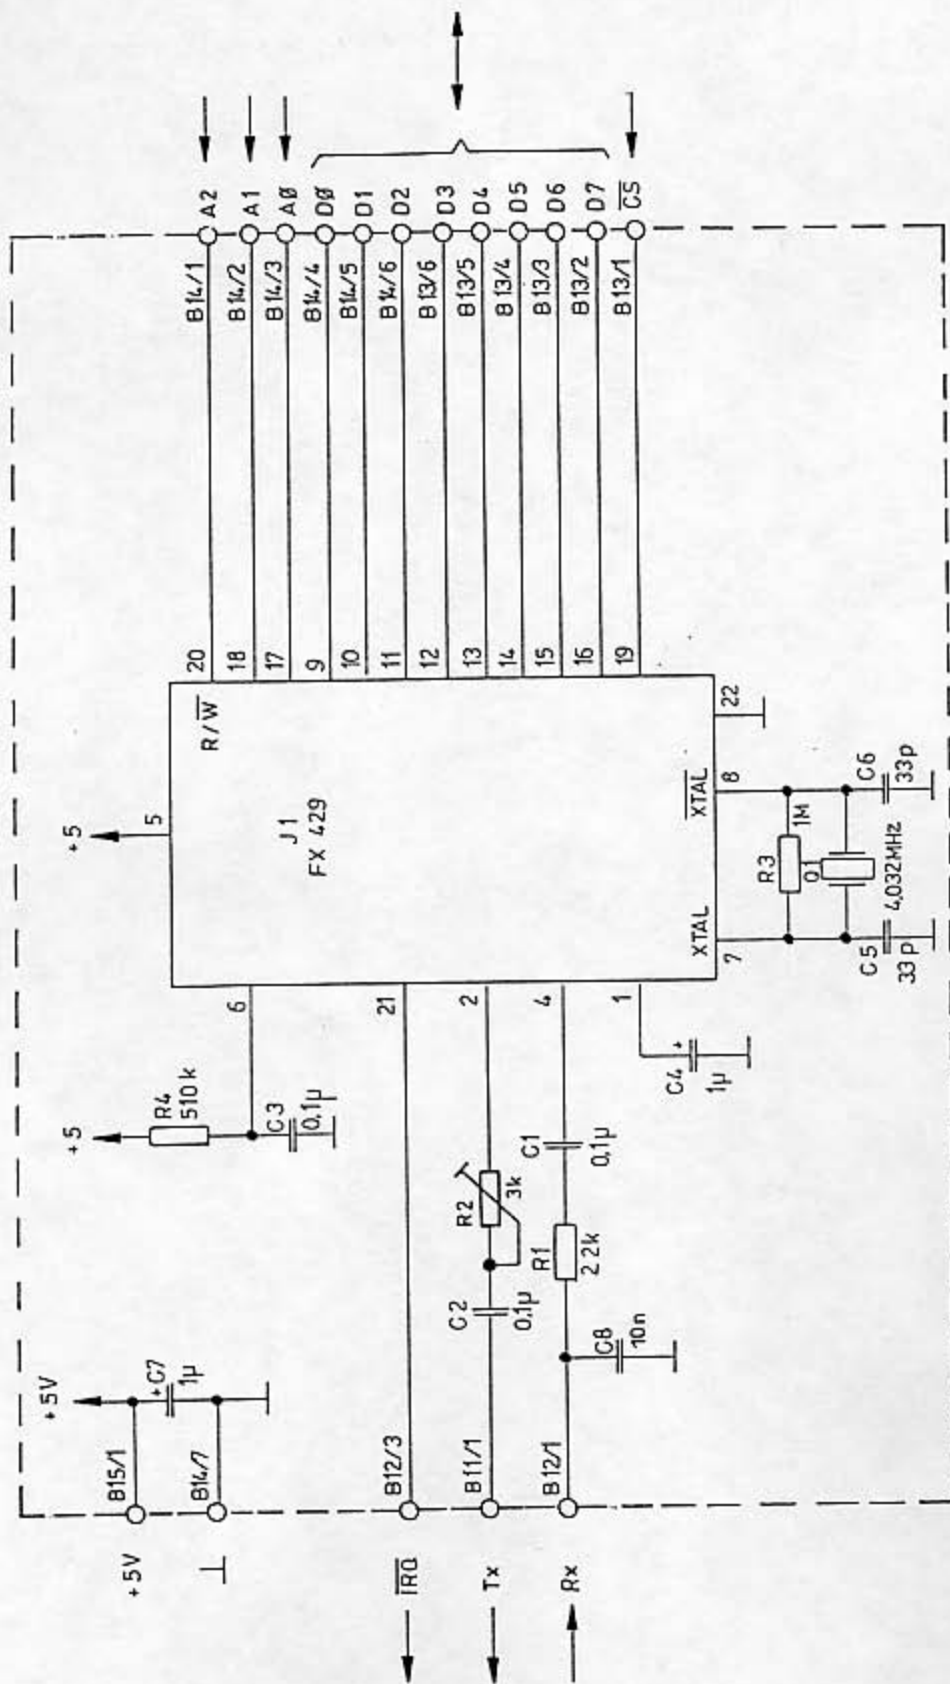 +5V
+5
+5
+5V
B15/1
+C7
1µ
R4
510k
5
⊥
B14/7
6
C3
0,1µ
J1
FX 429
R/W̅
20
B14/1
A2
18
B14/2
A1
17
B14/3
AØ
9
B14/4
DØ
10
B14/5
D1
11
B14/6
D2
12
B13/6
D3
13
B13/5
D4
14
B13/4
D5
15
B13/3
D6
16
B13/2
D7
19
B13/1
C̅S̅
I̅R̅Q̅
B12/3
21
Tx
B11/1
C2
0,1µ
R2
3k
2
Rx
B12/1
C8
10n
R1
2 2k
C1
0,1µ
4
1
C4
+
1µ
XTAL
7
X̅T̅A̅L̅
8
22
R3
1M
Q1
4,032MHz
C5
33p
C6
33p